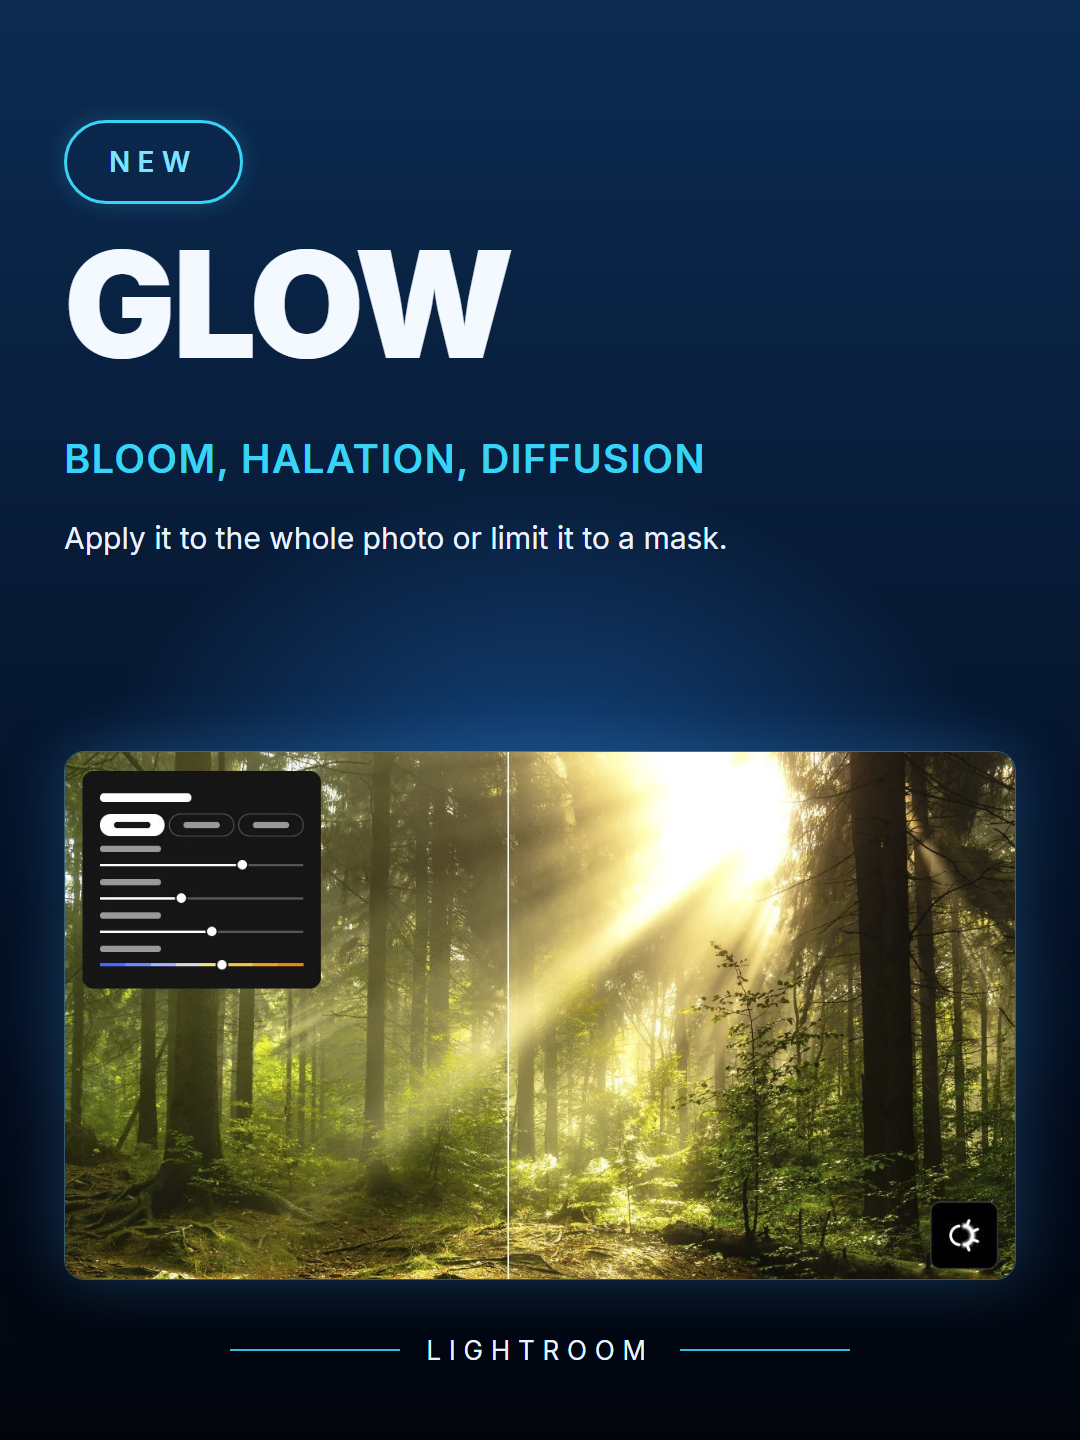 NEW
GLOW
BLOOM, HALATION, DIFFUSION
Apply it to the whole photo or limit it to a mask.
LIGHTROOM